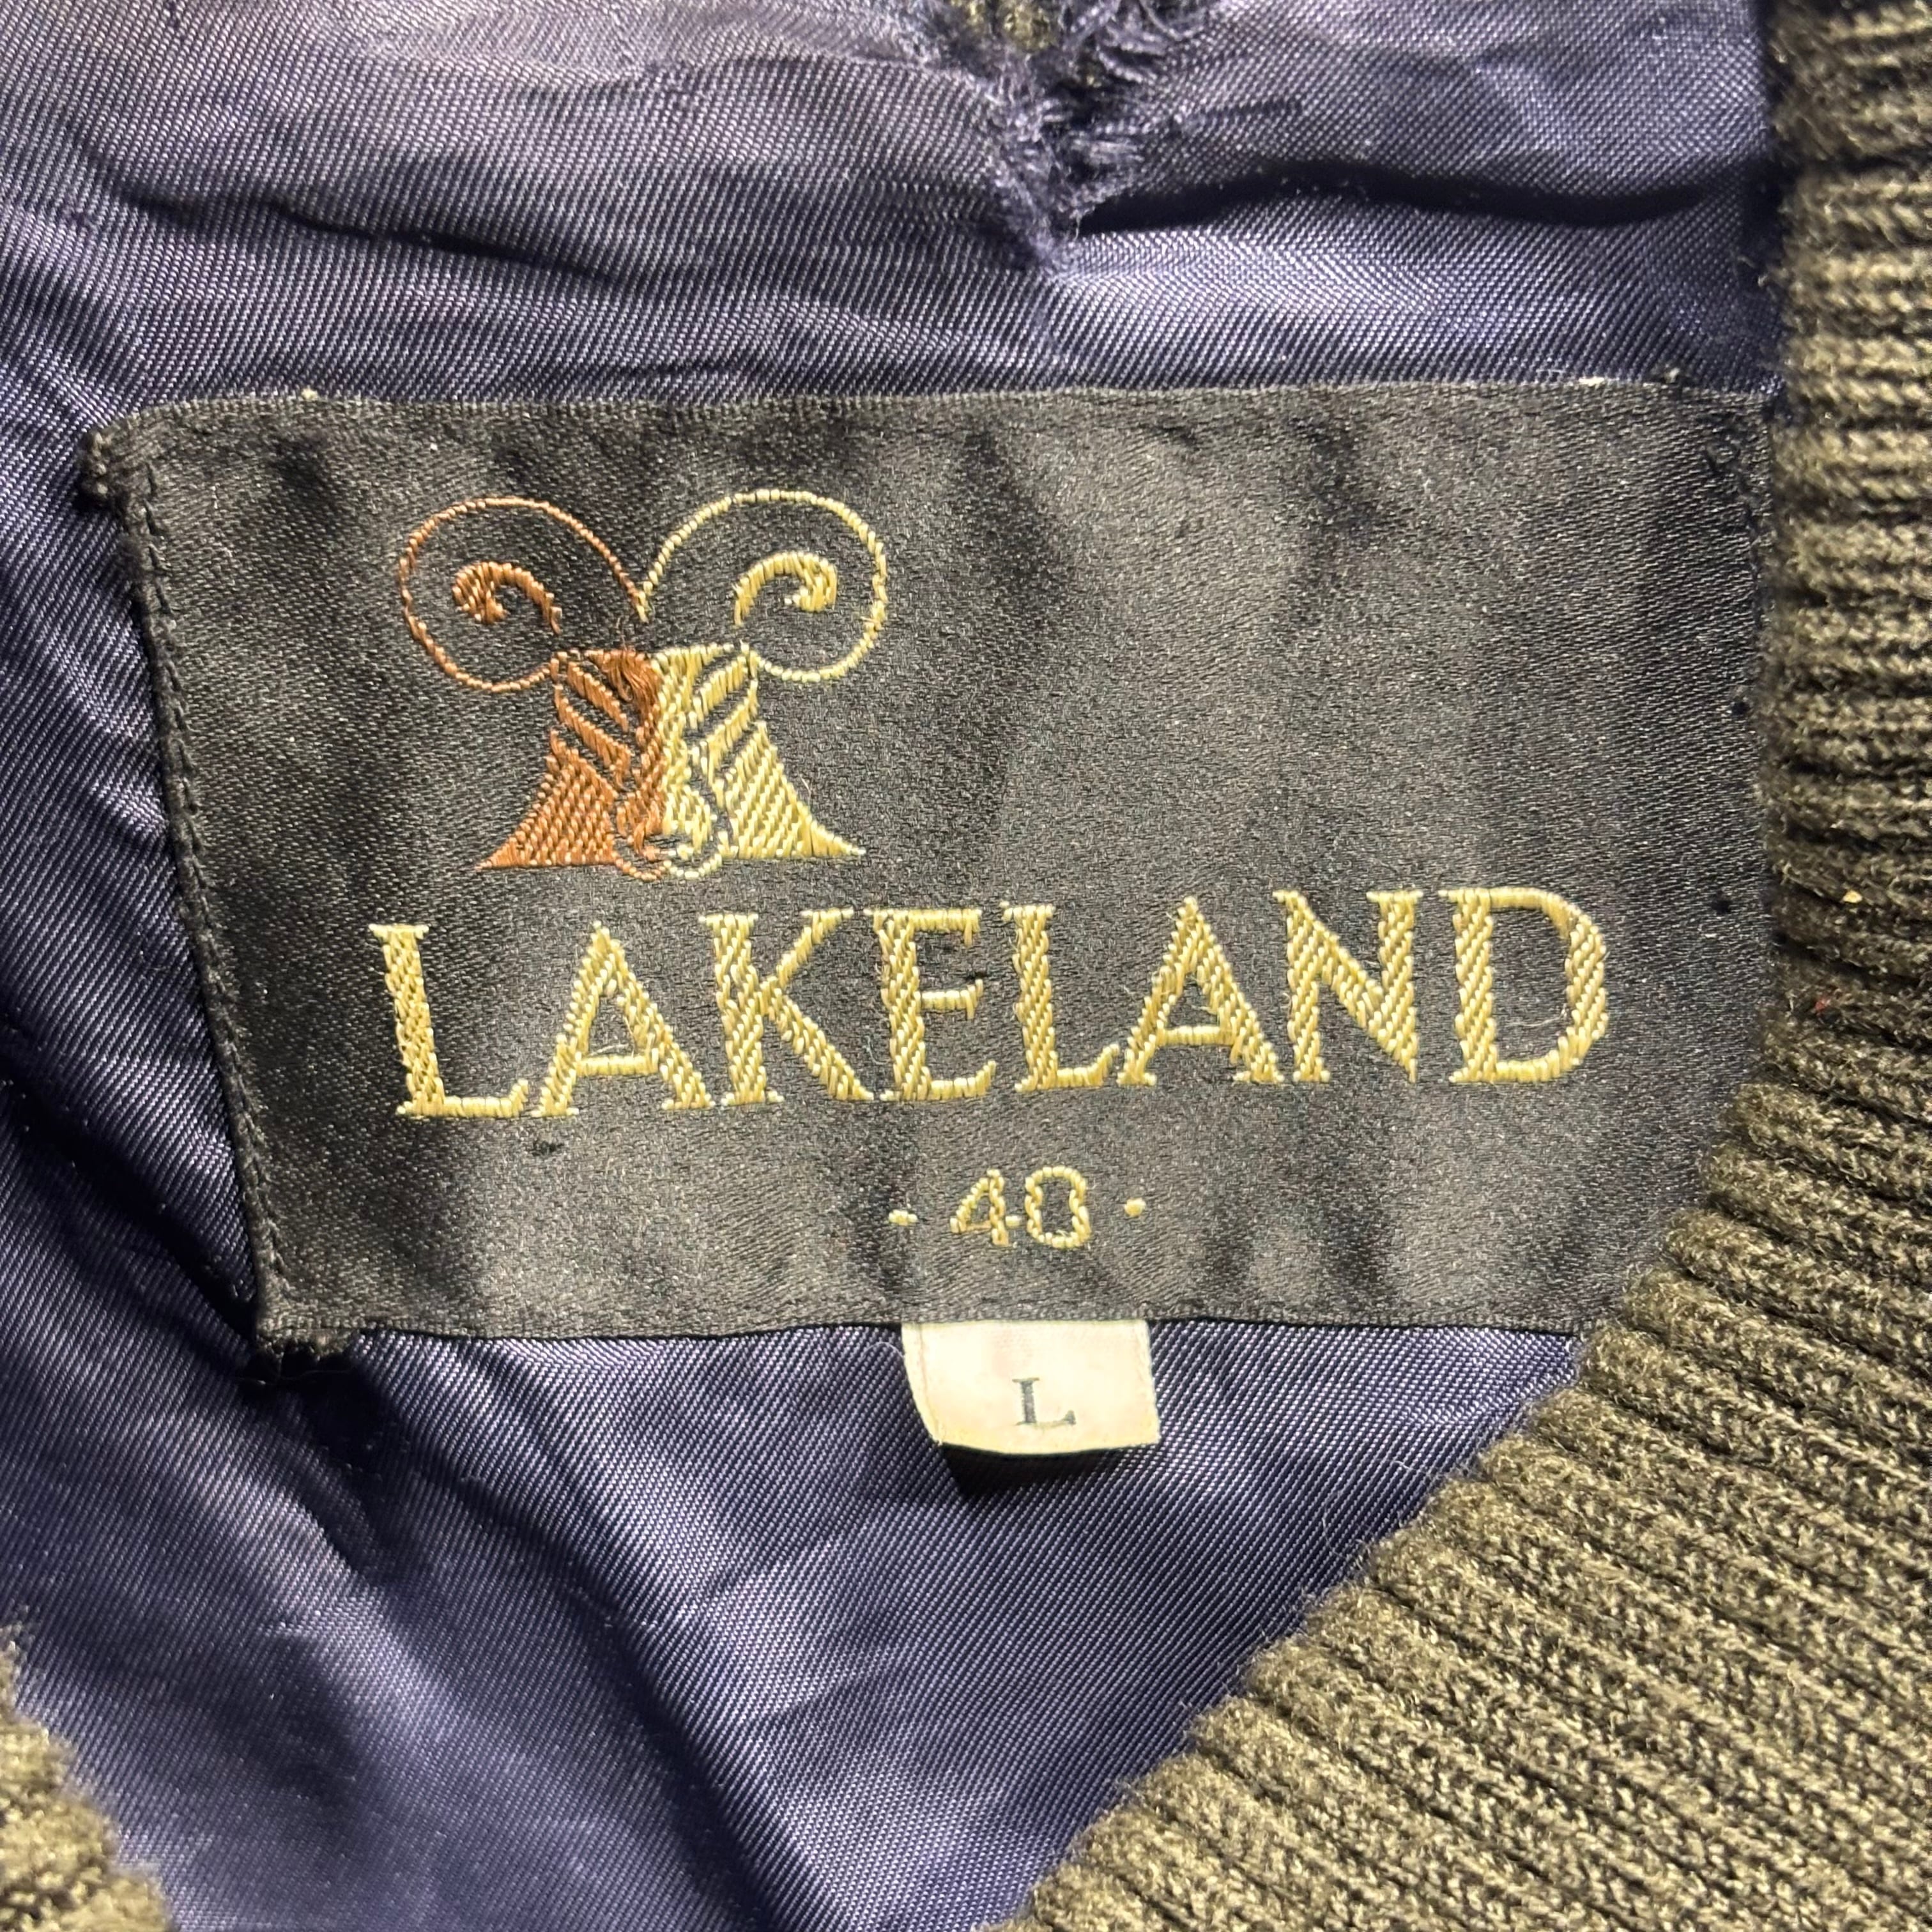 LAKELAND
· 40 ·
L